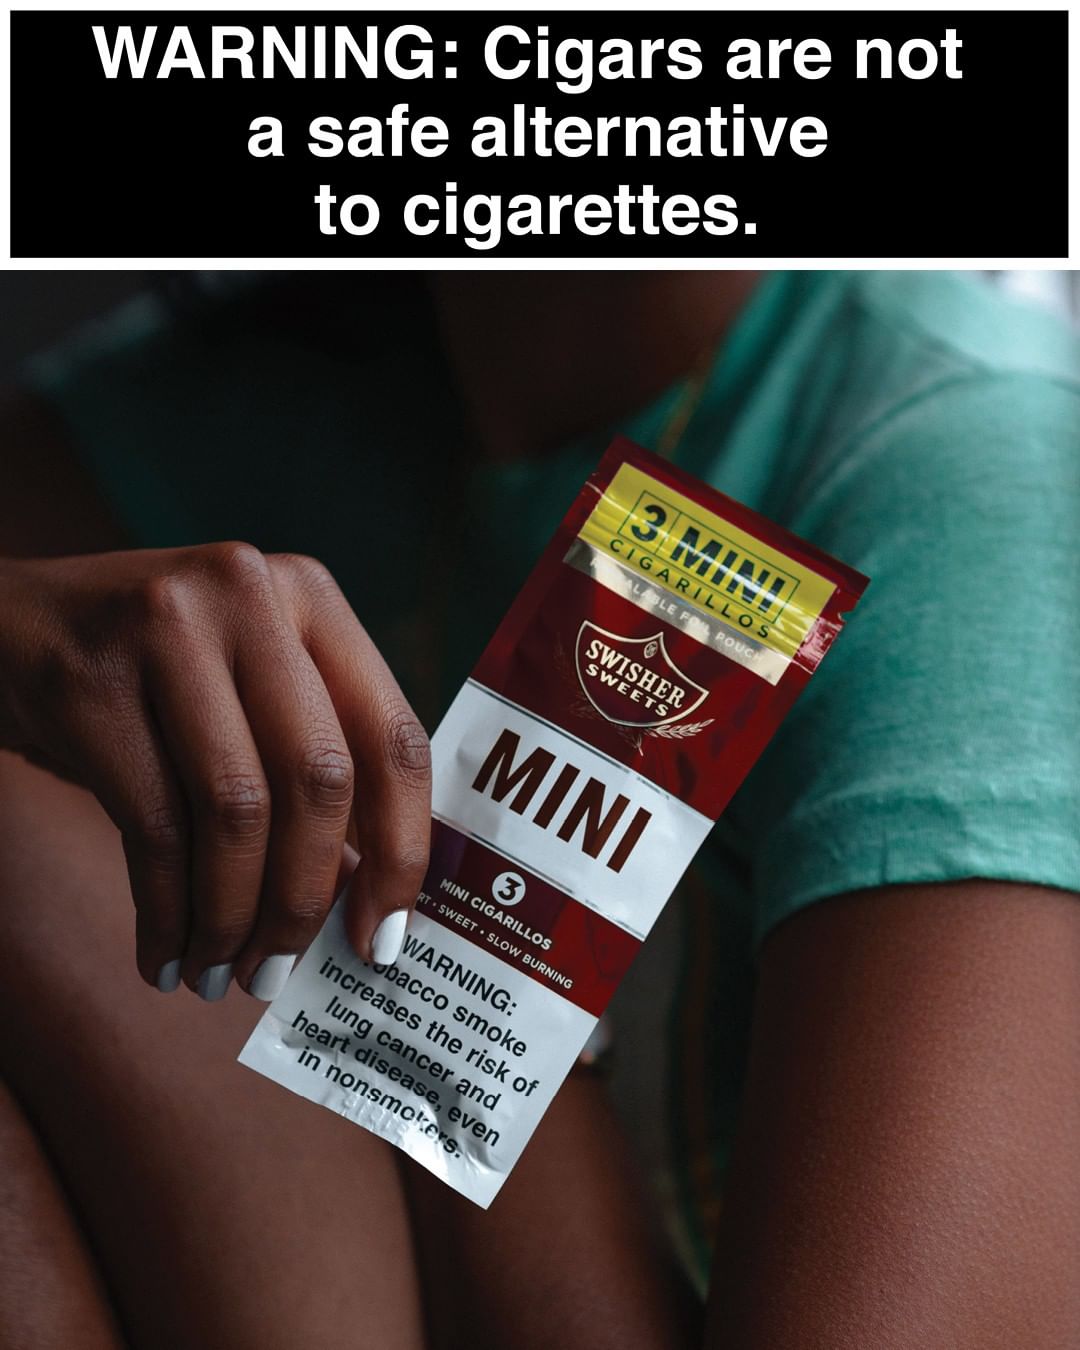 WARNING: Cigars are not
a safe alternative
to cigarettes.
3 MINI
CIGARILLOS
FOIL POUCH
SWISHER
SWEETS
MINI
3
MINI CIGARILLOS
SWEET • SLOW BURNING
WARNING:
obacco smoke
increases the risk of
lung cancer and
heart disease, even
in nonsmokers.